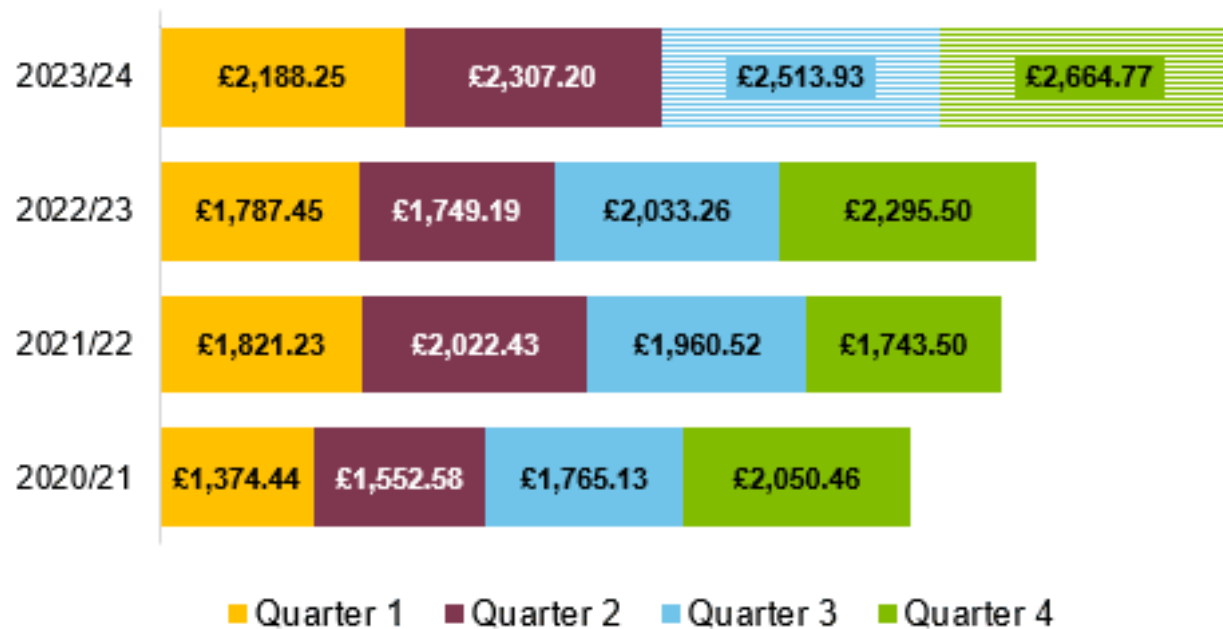 2023/24 £2,188.25 £2,307.20 £2,513.93 £2,664.77
2022/23 £1,787.45 £1,749.19 £2,033.26 £2,295.50
2021/22 £1,821.23 £2,022.43 £1,960.52 £1,743.50
2020/21 £1,374.44 £1,552.58 £1,765.13 £2,050.46
Quarter 1 Quarter 2 Quarter 3 Quarter 4